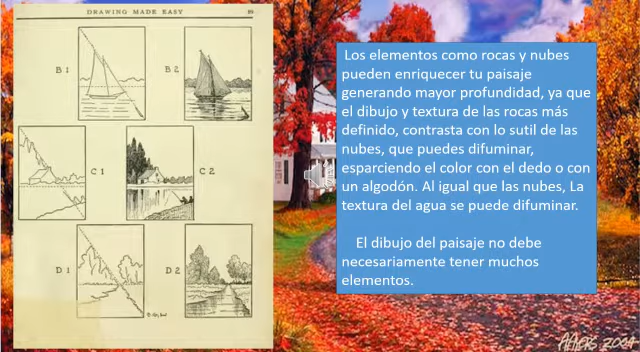 DRAWING MADE EASY 59
B 1
B 2
C 1
C 2
D 1
D 2
Los elementos como rocas y nubes
pueden enriquecer tu paisaje
generando mayor profundidad, ya que
el dibujo y textura de las rocas más
definido, contrasta con lo sutil de las
nubes, que puedes difuminar,
esparciendo el color con el dedo o con
un algodón. Al igual que las nubes, La
textura del agua se puede difuminar.
El dibujo del paisaje no debe
necesariamente tener muchos
elementos.
2004